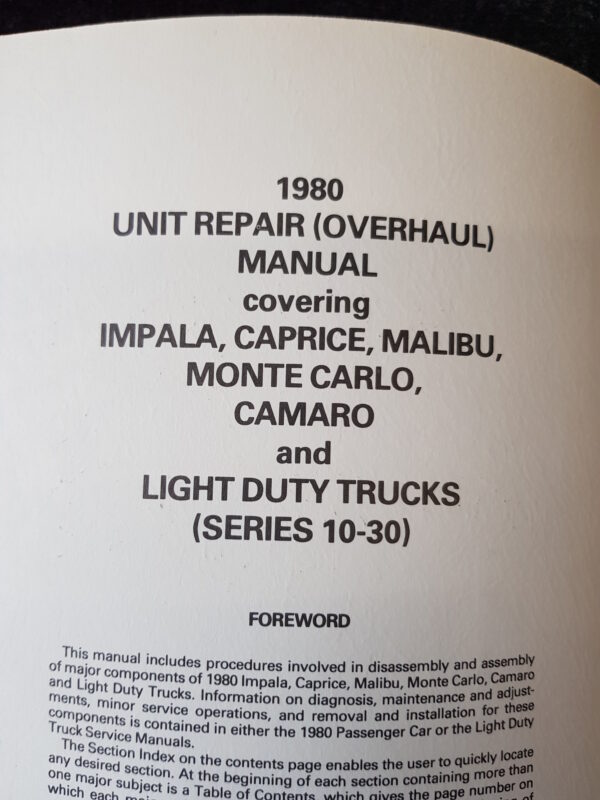 1980
UNIT REPAIR (OVERHAUL)
MANUAL
covering
IMPALA, CAPRICE, MALIBU,
MONTE CARLO,
CAMARO
and
LIGHT DUTY TRUCKS
(SERIES 10-30)
FOREWORD
This manual includes procedures involved in disassembly and assembly
of major components of 1980 Impala, Caprice, Malibu, Monte Carlo, Camaro
and Light Duty Trucks. Information on diagnosis, maintenance and adjust-
ments, minor service operations, and removal and installation for these
components is contained in either the 1980 Passenger Car or the Light Duty
Truck Service Manuals.
The Section Index on the contents page enables the user to quickly locate
any desired section. At the beginning of each section containing more than
one major subject is a Table of Contents, which gives the page number on
which each